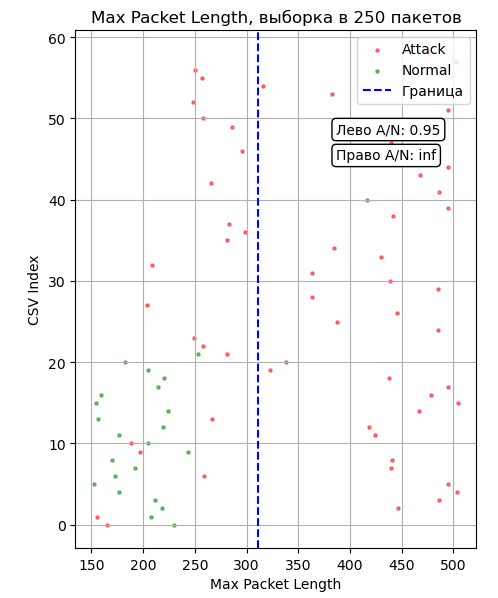 Max Packet Length, выборка в 250 пакетов
Attack
Normal
Граница
Лево A/N: 0.95
Право A/N: inf
60
50
40
30
20
10
0
CSV Index
150 200 250 300 350 400 450 500
Max Packet Length